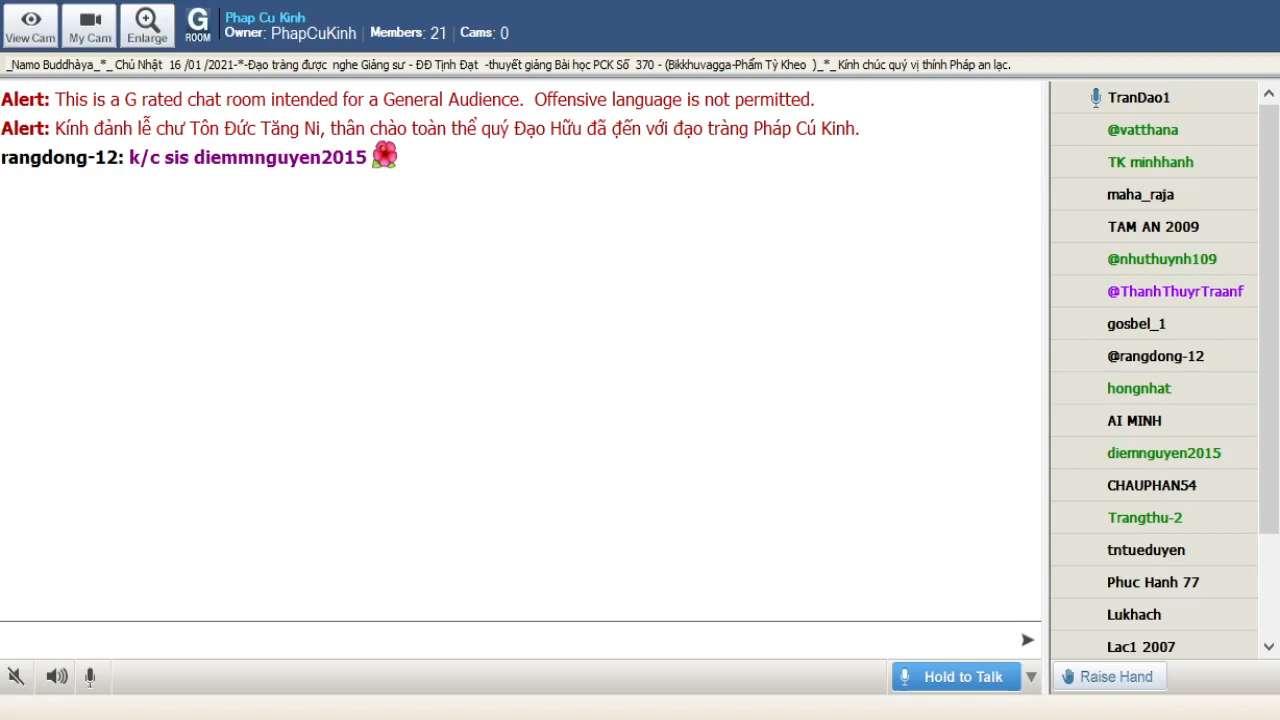 View Cam
My Cam
Enlarge
G
ROOM
Phap Cu Kinh
Owner: PhapCuKinh | Members: 21 | Cams: 0
_Namo Buddhàya_*_ Chủ Nhật 16 /01 /2021-*-Đạo tràng được nghe Giảng sư - ĐĐ Tịnh Đạt -thuyết giảng Bài học PCK Số 370 - (Bikkhuvagga-Phẩm Tỳ Kheo )_*_Kính chúc quý vị thính Pháp an lạc.
Alert: This is a G rated chat room intended for a General Audience. Offensive language is not permitted.
Alert: Kính đảnh lễ chư Tôn Đức Tăng Ni, thân chào toàn thể quý Đạo Hữu đã đến với đạo tràng Pháp Cú Kinh.
rangdong-12: k/c sis diemmnguyen2015
TranDao1
@vatthana
TK minhhanh
maha_raja
TAM AN 2009
@nhuthuynh109
@ThanhThuyrTraanf
gosbel_1
@rangdong-12
hongnhat
AI MINH
diemnguyen2015
CHAUPHAN54
Trangthu-2
tntueduyen
Phuc Hanh 77
Lukhach
Lac1 2007
Hold to Talk
Raise Hand